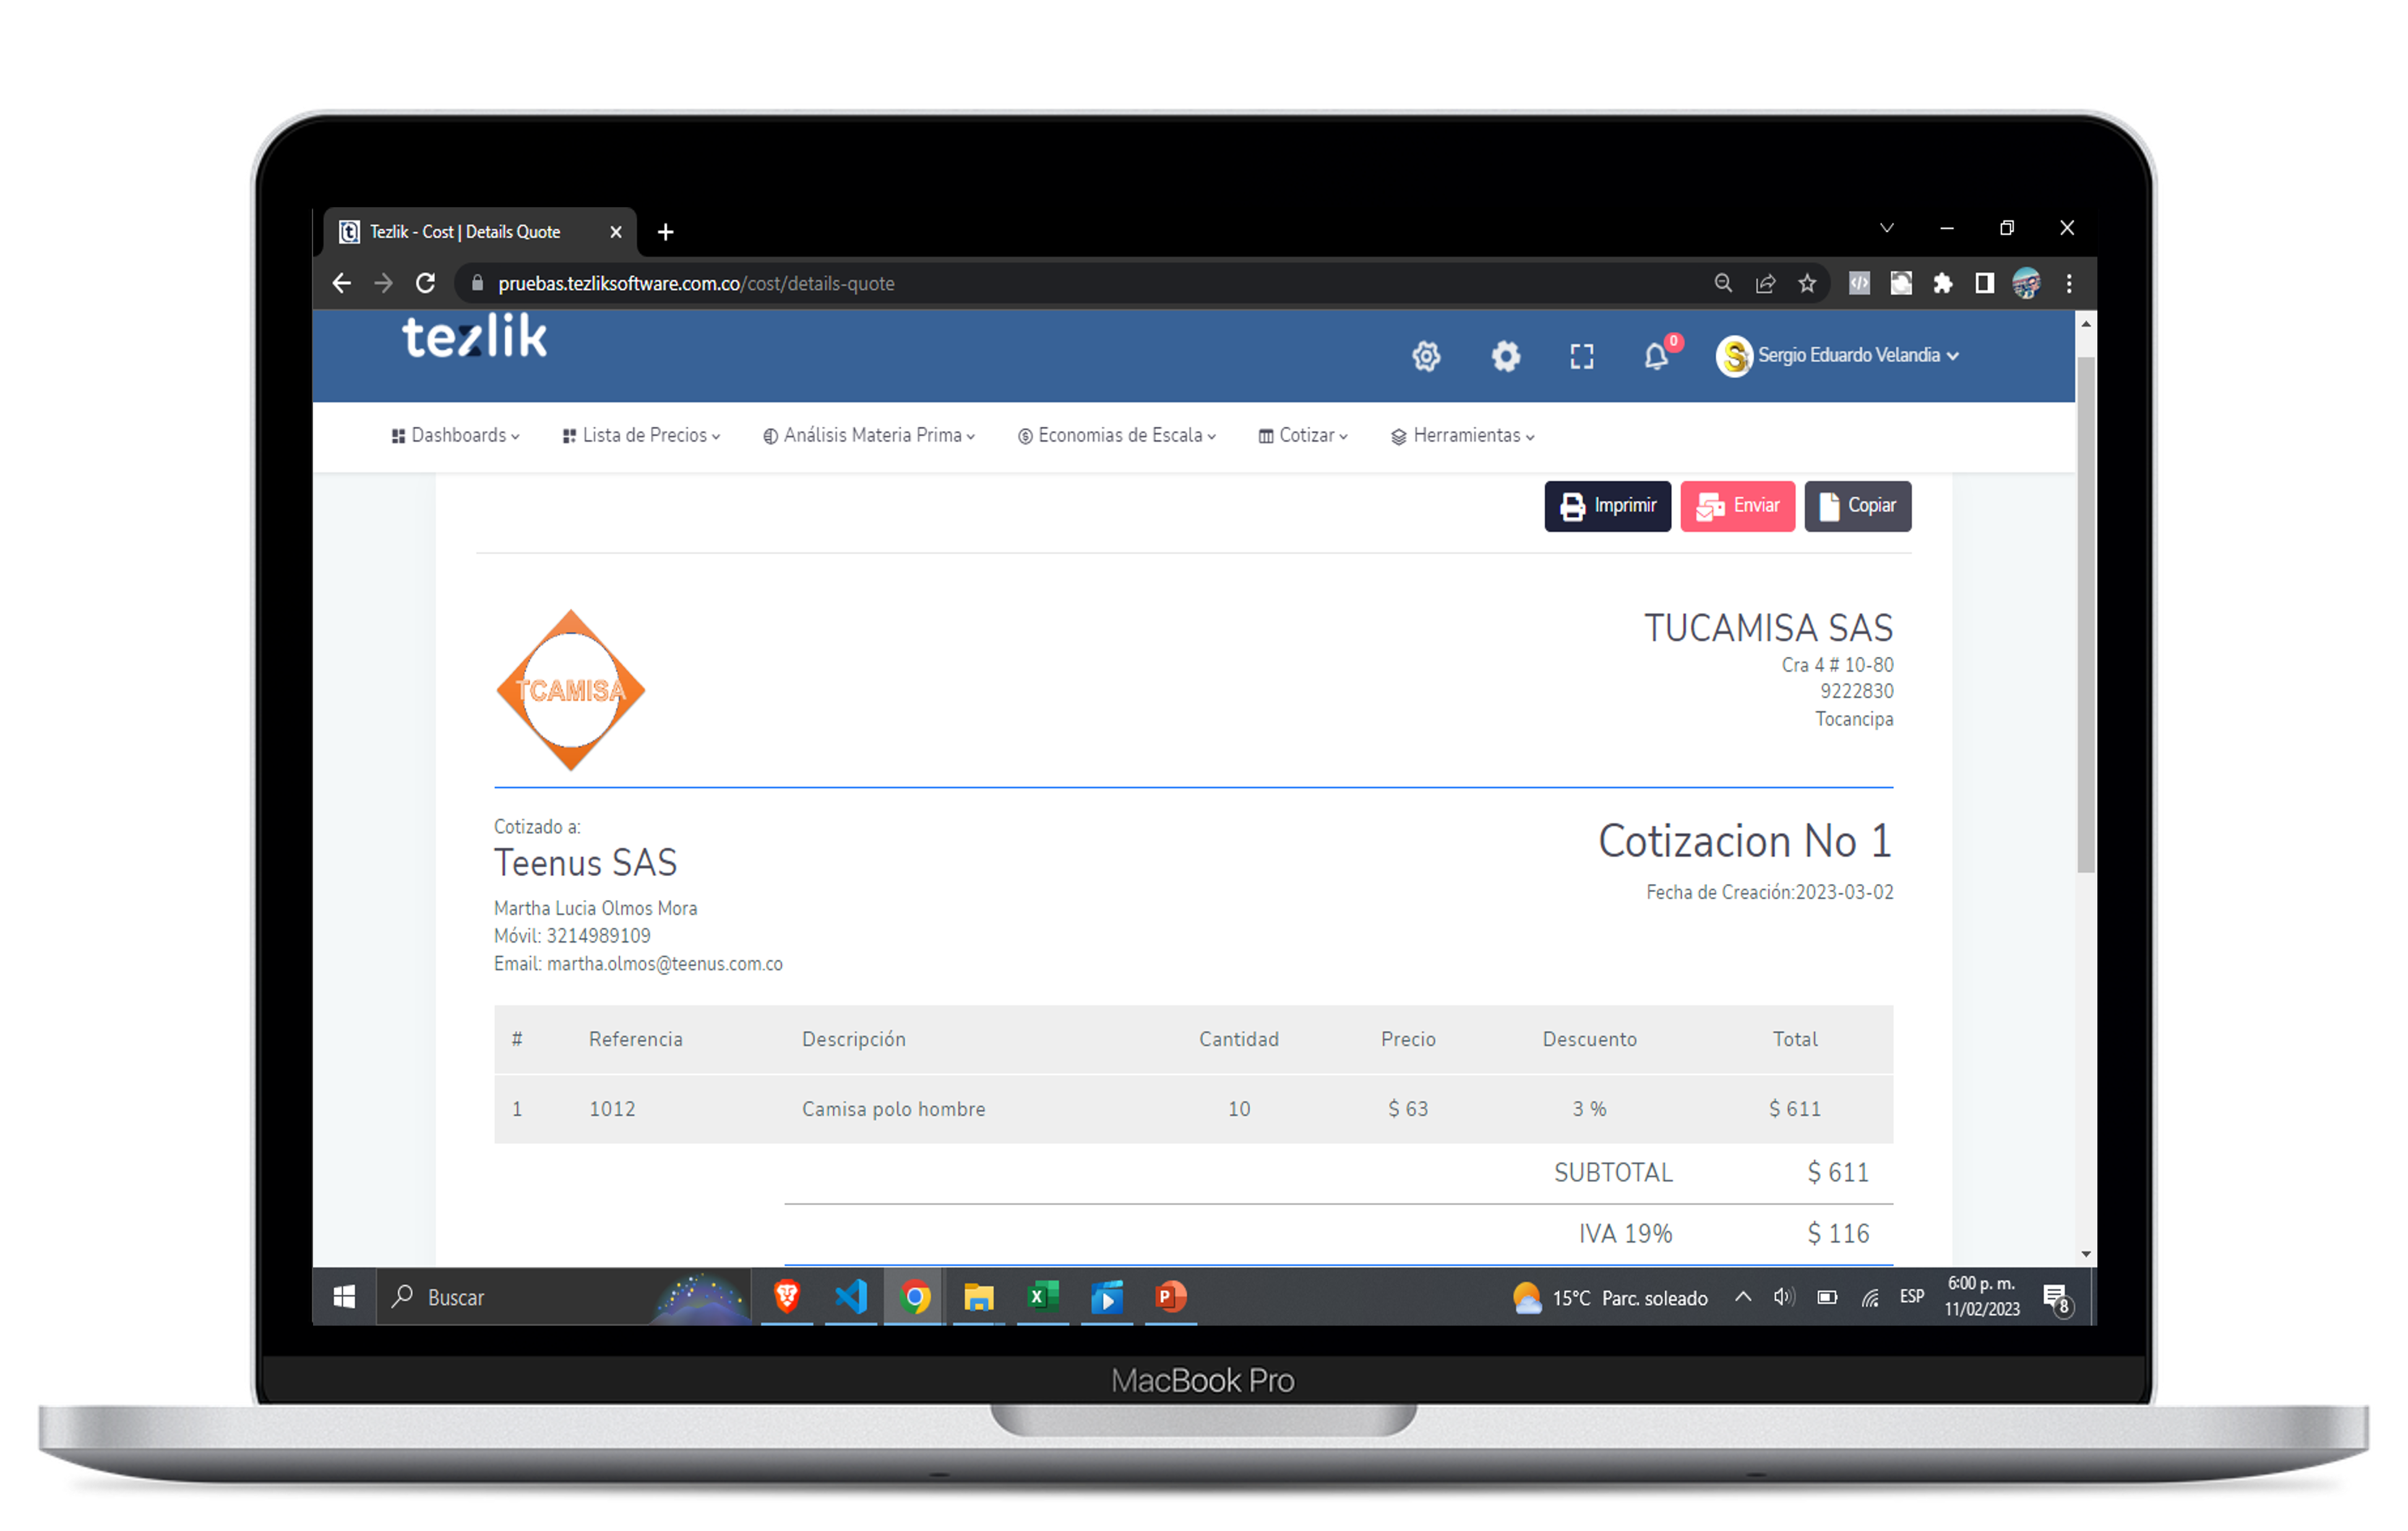 Tezlik - Cost | Details Quote
pruebas.tezliksoftware.com.co/cost/details-quote
tezlik
0
Sergio Eduardo Velandia
Dashboards
Lista de Precios
Análisis Materia Prima
Economias de Escala
Cotizar
Herramientas
Imprimir
Enviar
Copiar
TCAMISA
TUCAMISA SAS
Cra 4 # 10-80
9222830
Tocancipa
Cotizado a:
Teenus SAS
Martha Lucia Olmos Mora
Móvil: 3214989109
Email: martha.olmos@teenus.com.co
Cotizacion No 1
Fecha de Creación:2023-03-02
# Referencia Descripción Cantidad Precio Descuento Total
1 1012 Camisa polo hombre 10 $ 63 3 % $ 611
SUBTOTAL $ 611
IVA 19% $ 116
Buscar
15°C Parc. soleado
ESP
6:00 p. m.
11/02/2023
8
MacBook Pro